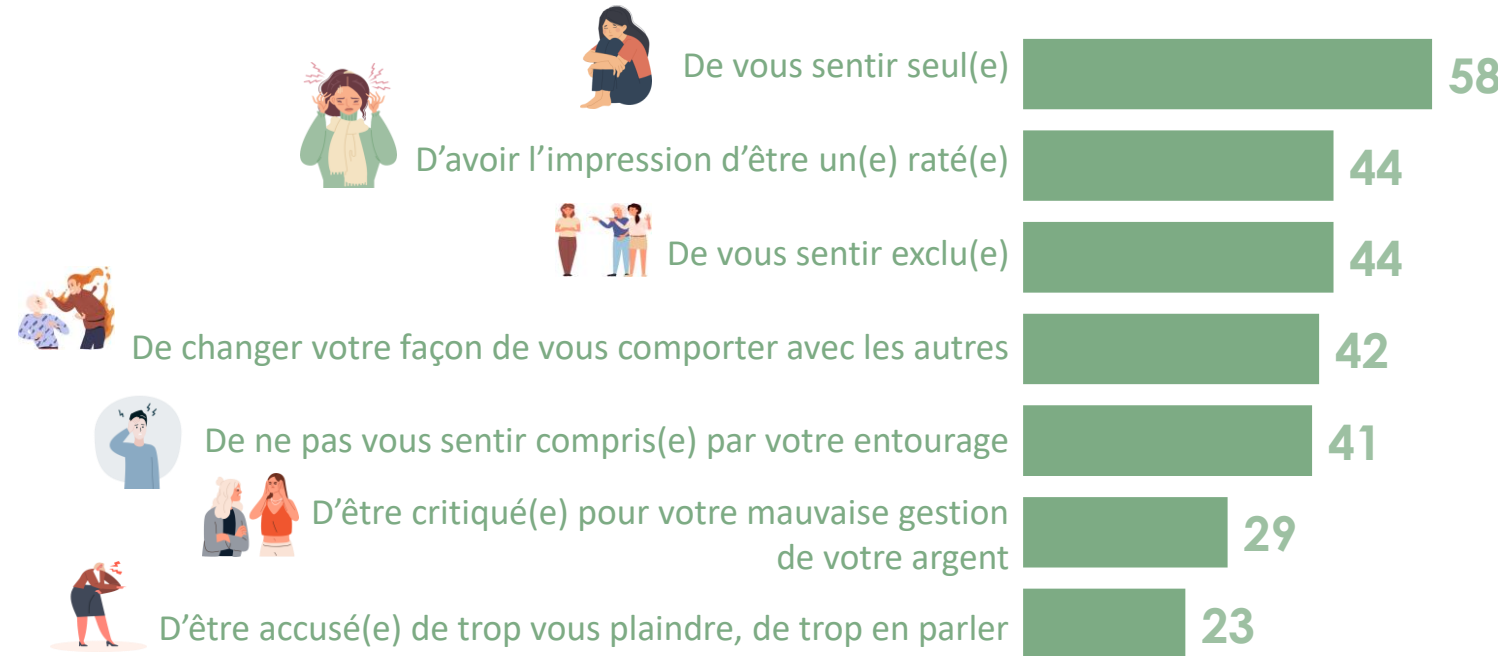 De vous sentir seul(e) 58
D’avoir l’impression d’être un(e) raté(e) 44
De vous sentir exclu(e) 44
De changer votre façon de vous comporter avec les autres 42
De ne pas vous sentir compris(e) par votre entourage 41
D’être critiqué(e) pour votre mauvaise gestion
de votre argent 29
D’être accusé(e) de trop vous plaindre, de trop en parler 23